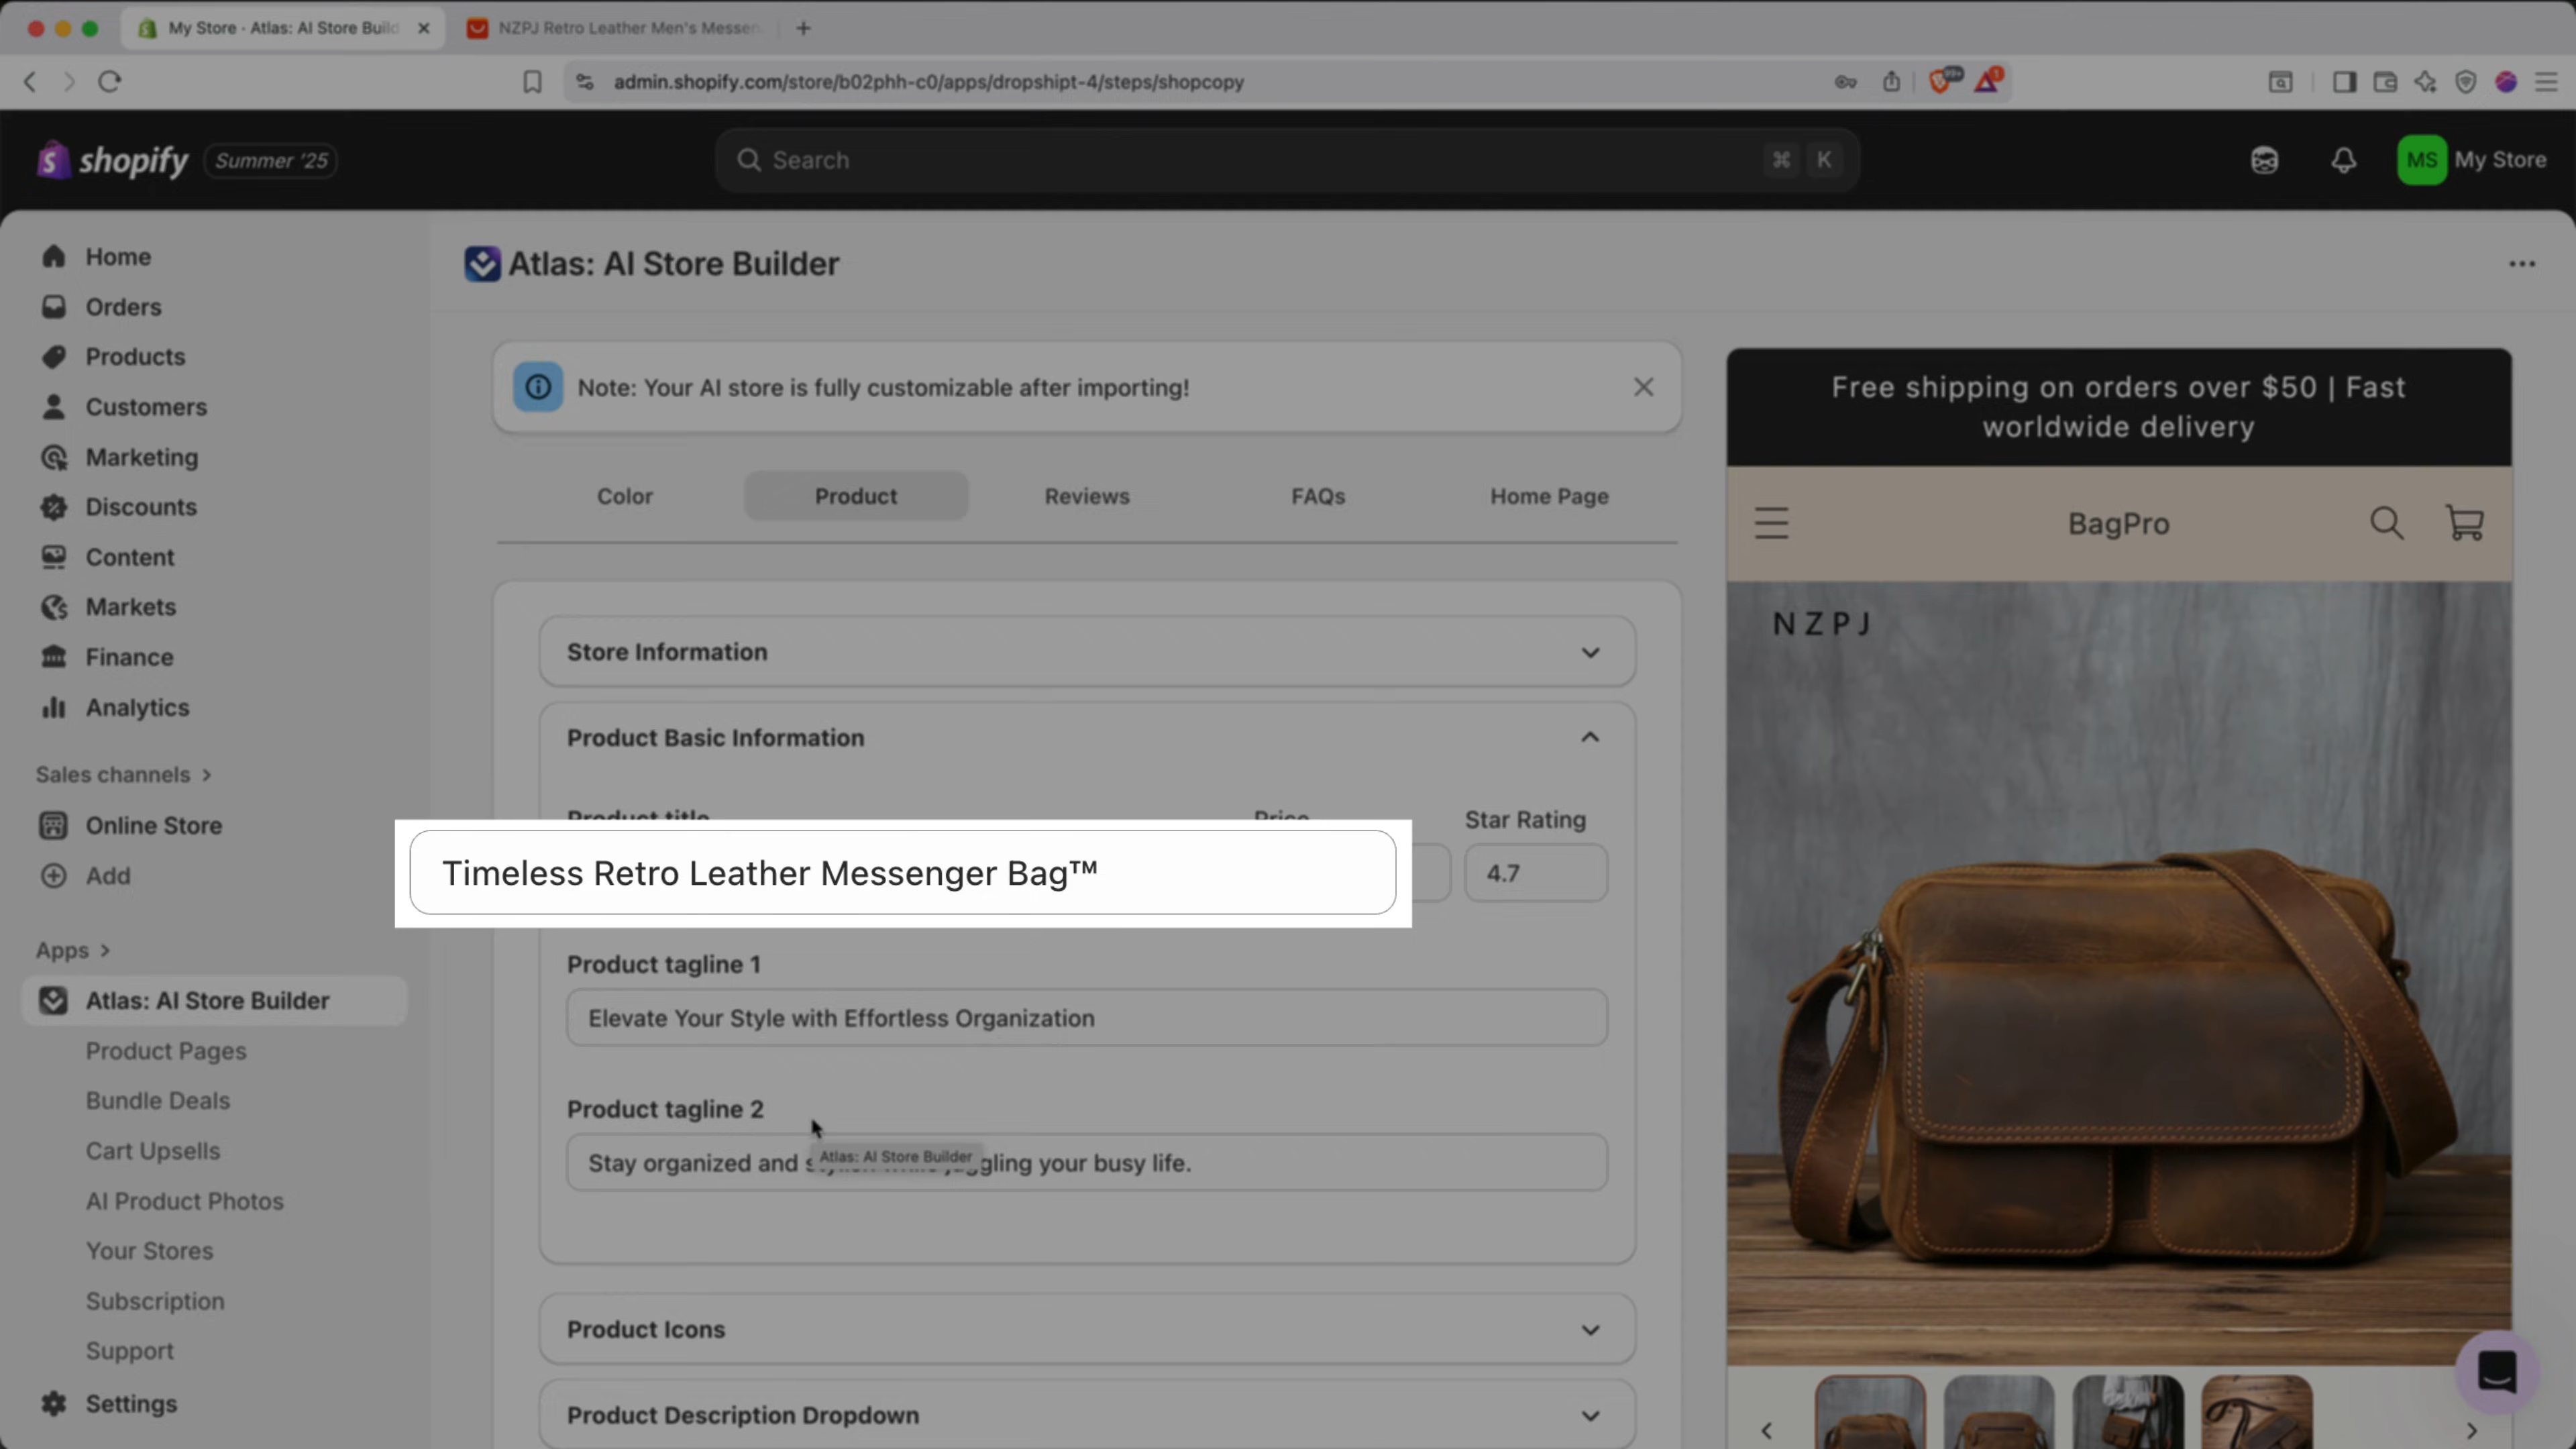 My Store · Atlas: AI Store Build
NZPJ Retro Leather Men's Messen
admin.shopify.com/store/b02phh-c0/apps/dropshipt-4/steps/shopcopy
99+
1
shopify
Summer '25
Search
⌘ K
MS My Store
Home
Orders
Products
Customers
Marketing
Discounts
Content
Markets
Finance
Analytics
Sales channels
Online Store
Add
Apps
Atlas: AI Store Builder
Product Pages
Bundle Deals
Cart Upsells
AI Product Photos
Your Stores
Subscription
Support
Settings
Atlas: AI Store Builder
Note: Your AI store is fully customizable after importing!
Color Product Reviews FAQs Home Page
Store Information
Product Basic Information
Product title Price Star Rating
Timeless Retro Leather Messenger Bag™
4.7
Product tagline 1
Elevate Your Style with Effortless Organization
Product tagline 2
Stay organized and juggling your busy life.
Atlas: AI Store Builder
Product Icons
Product Description Dropdown
Free shipping on orders over $50 | Fast
worldwide delivery
BagPro
NZPJ